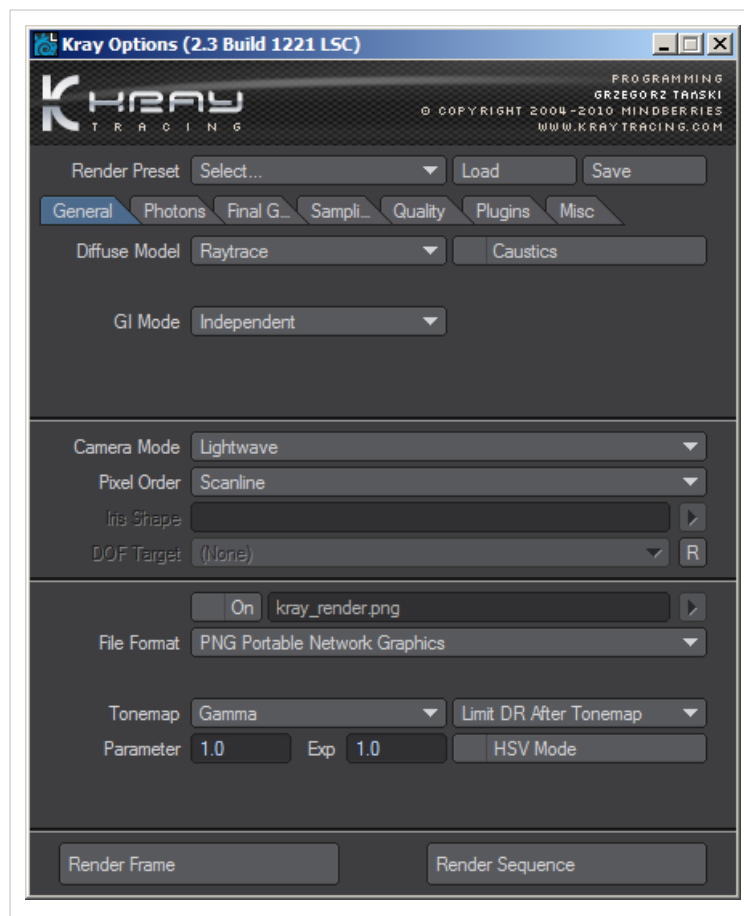 Kray Options (2.3 Build 1221 LSC)
KRAY
TRACING
PROGRAMMING
GRZEGORZ TAńSKI
© COPYRIGHT 2004-2010 MINDBERRIES
WWW.KRAYTRACING.COM
Render Preset Select... Load Save
General Photons Final G... Sampli... Quality Plugins Misc
Diffuse Model Raytrace Caustics
GI Mode Independent
Camera Mode Lightwave
Pixel Order Scanline
Iris Shape
DOF Target (None) R
On kray_render.png
File Format PNG Portable Network Graphics
Tonemap Gamma Limit DR After Tonemap
Parameter 1.0 Exp 1.0 HSV Mode
Render Frame Render Sequence